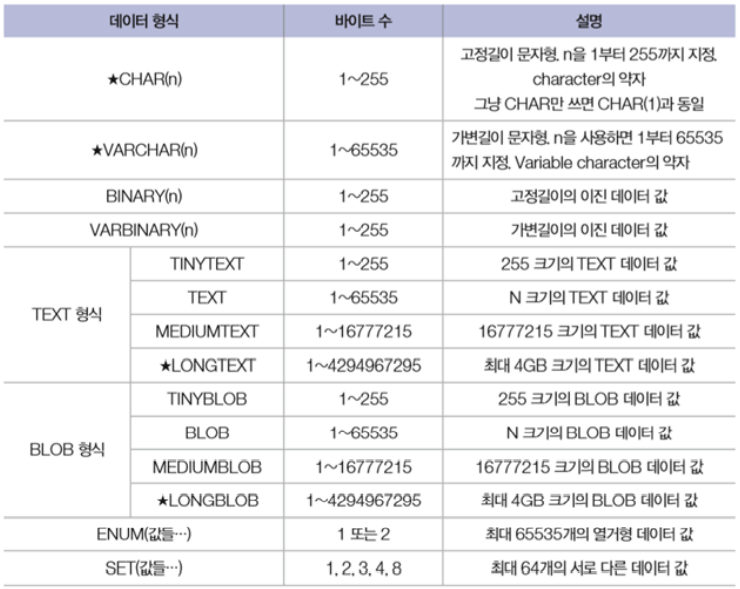 데이터 형식 바이트 수 설명
★CHAR(n) 1~255 고정길이 문자형. n을 1부터 255까지 지정.
character의 약자
그냥 CHAR만 쓰면 CHAR(1)과 동일
★VARCHAR(n) 1~65535 가변길이 문자형. n을 사용하면 1부터 65535
까지 지정. Variable character의 약자
BINARY(n) 1~255 고정길이의 이진 데이터 값
VARBINARY(n) 1~255 가변길이의 이진 데이터 값
TEXT 형식
TINYTEXT 1~255 255 크기의 TEXT 데이터 값
TEXT 1~65535 N 크기의 TEXT 데이터 값
MEDIUMTEXT 1~16777215 16777215 크기의 TEXT 데이터 값
★LONGTEXT 1~4294967295 최대 4GB 크기의 TEXT 데이터 값
BLOB 형식
TINYBLOB 1~255 255 크기의 BLOB 데이터 값
BLOB 1~65535 N 크기의 BLOB 데이터 값
MEDIUMBLOB 1~16777215 16777215 크기의 BLOB 데이터 값
★LONGBLOB 1~4294967295 최대 4GB 크기의 BLOB 데이터 값
ENUM(값들…) 1 또는 2 최대 65535개의 열거형 데이터 값
SET(값들…) 1, 2, 3, 4, 8 최대 64개의 서로 다른 데이터 값